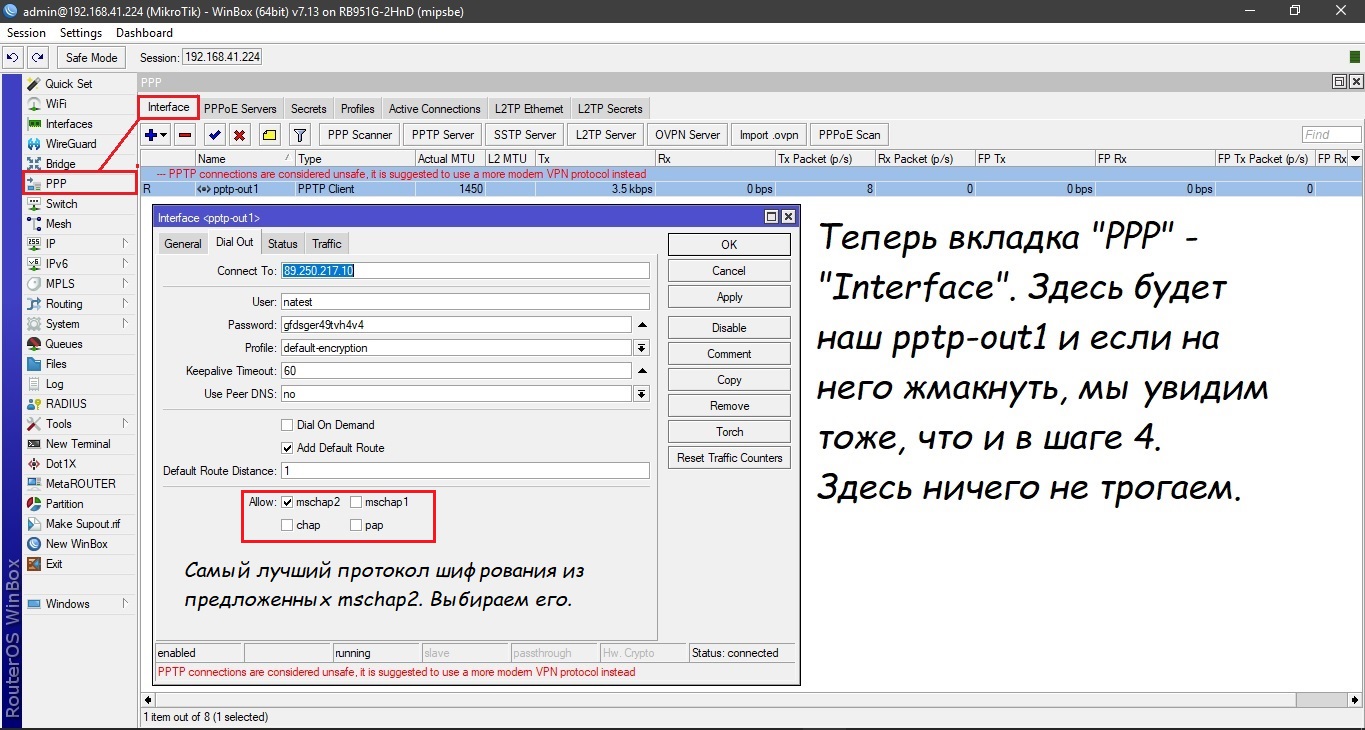 admin@192.168.41.224 (MikroTik) - WinBox (64bit) v7.13 on RB951G-2HnD (mipsbe)
Session Settings Dashboard
Safe Mode Session: 192.168.41.224
Quick Set
WiFi
Interfaces
WireGuard
Bridge
PPP
Switch
Mesh
IP
IPv6
MPLS
Routing
System
Queues
Files
Log
RADIUS
Tools
New Terminal
Dot1X
MetaROUTER
Partition
Make Supout.rif
New WinBox
Exit
Windows
RouterOS WinBox
PPP
Interface PPPoE Servers Secrets Profiles Active Connections L2TP Ethernet L2TP Secrets
PPP Scanner PPTP Server SSTP Server L2TP Server OVPN Server Import .ovpn PPPoE Scan Find
Name Type Actual MTU L2 MTU Tx Rx Tx Packet (p/s) Rx Packet (p/s) FP Tx FP Rx FP Tx Packet (p/s) FP Rx
--- PPTP connections are considered unsafe, it is suggested to use a more modern VPN protocol instead
R pptp-out1 PPTP Client 1450 3.5 kbps 0 bps 8 0 0 bps 0 bps 0
Interface <pptp-out1>
General Dial Out Status Traffic
Connect To: 89.250.217.10
User: natest
Password: gfdsger49tvh4v4
Profile: default-encryption
Keepalive Timeout: 60
Use Peer DNS: no
Dial On Demand
Add Default Route
Default Route Distance: 1
Allow: mschap2 mschap1
chap pap
Самый лучший протокол шифрования из
предложенных mschap2. Выбираем его.
OK
Cancel
Apply
Disable
Comment
Copy
Remove
Torch
Reset Traffic Counters
enabled running slave passthrough Hw. Crypto Status: connected
PPTP connections are considered unsafe, it is suggested to use a more modern VPN protocol instead
Теперь вкладка "PPP" -
"Interface". Здесь будет
наш pptp-out1 и если на
него жмакнуть, мы увидим
тоже, что и в шаге 4.
Здесь ничего не трогаем.
1 item out of 8 (1 selected)